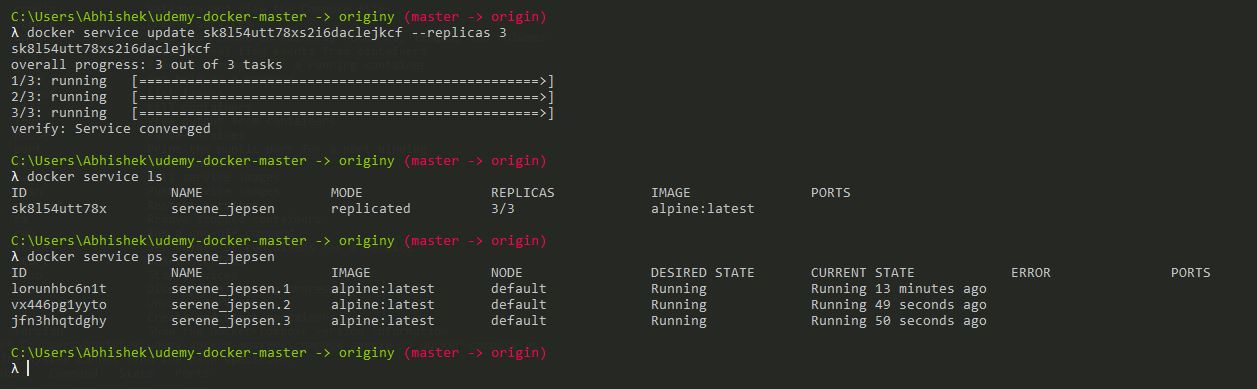 C:\Users\Abhishek\udemy-docker-master -> originy (master -> origin)
λ docker service update sk8l54utt78xs2i6daclejkcf --replicas 3
sk8l54utt78xs2i6daclejkcf
overall progress: 3 out of 3 tasks
1/3: running   [==================================================>]
2/3: running   [==================================================>]
3/3: running   [==================================================>]
verify: Service converged
C:\Users\Abhishek\udemy-docker-master -> originy (master -> origin)
λ docker service ls
ID                  NAME                MODE                REPLICAS            IMAGE               PORTS
sk8l54utt78x        serene_jepsen       replicated          3/3                 alpine:latest
C:\Users\Abhishek\udemy-docker-master -> originy (master -> origin)
λ docker service ps serene_jepsen
ID                  NAME                IMAGE               NODE                DESIRED STATE       CURRENT STATE            ERROR               PORTS
lorunhbc6n1t        serene_jepsen.1     alpine:latest       default             Running             Running 13 minutes ago
vx446pg1yyto        serene_jepsen.2     alpine:latest       default             Running             Running 49 seconds ago
jfn3hhqtdghy        serene_jepsen.3     alpine:latest       default             Running             Running 50 seconds ago
C:\Users\Abhishek\udemy-docker-master -> originy (master -> origin)
λ